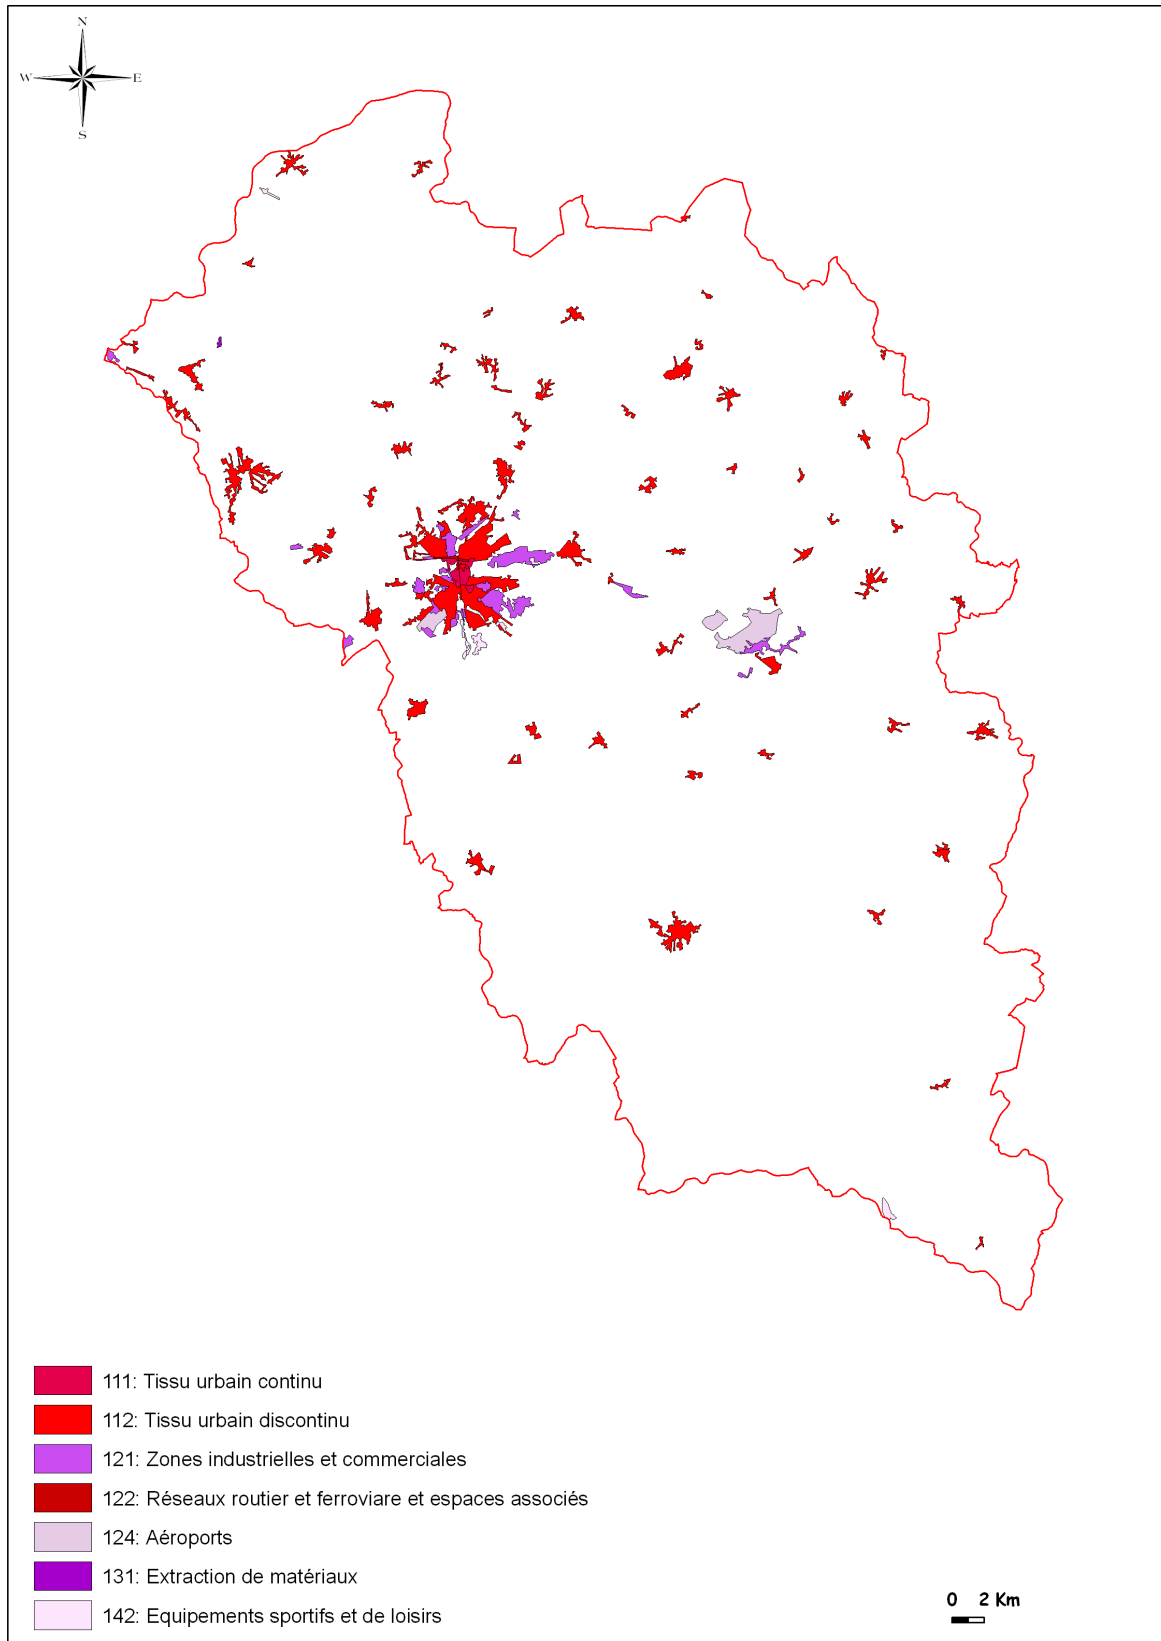 N
W E
S
111: Tissu urbain continu
112: Tissu urbain discontinu
121: Zones industrielles et commerciales
122: Réseaux routier et ferroviare et espaces associés
124: Aéroports
131: Extraction de matériaux
142: Equipements sportifs et de loisirs
0 2 Km